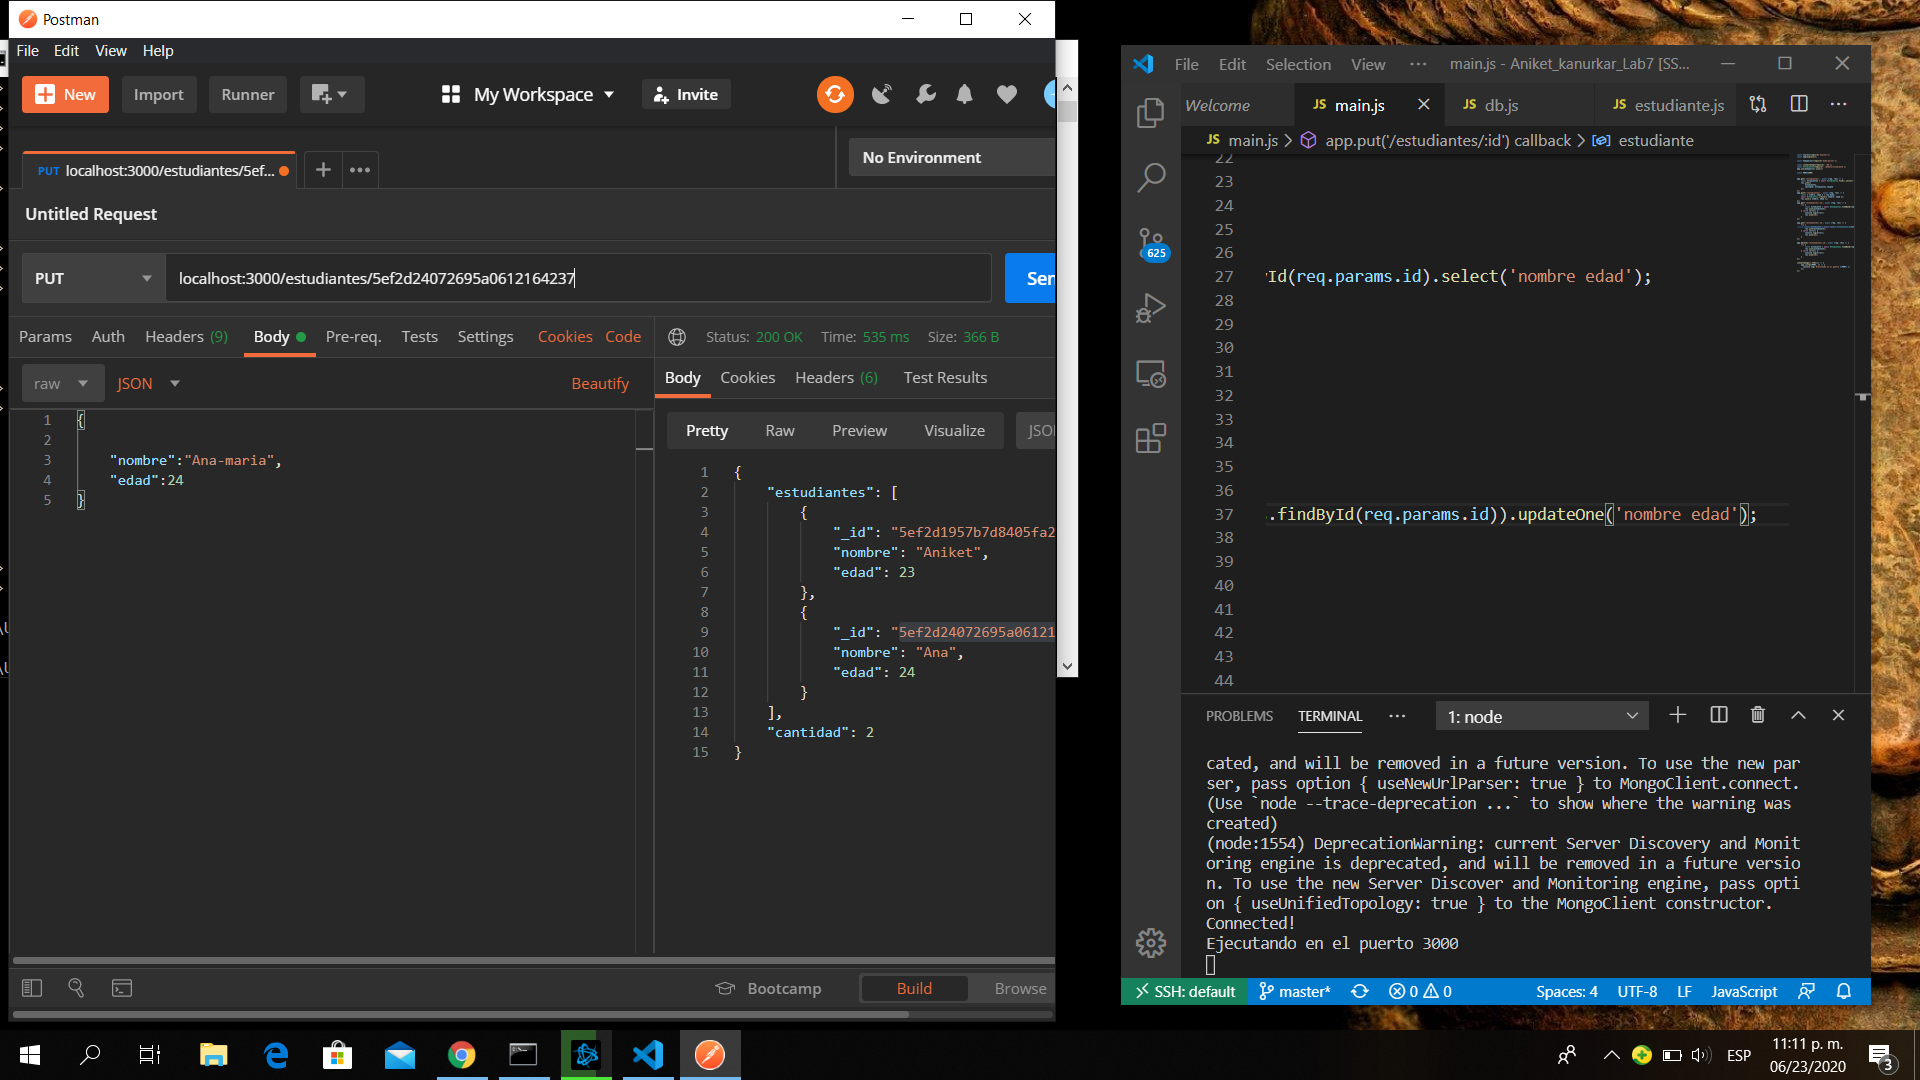 Postman
File Edit View Help
New Import Runner My Workspace Invite
PUT localhost:3000/estudiantes/5ef...
No Environment
Untitled Request
PUT localhost:3000/estudiantes/5ef2d24072695a0612164237
Params Auth Headers (9) Body Pre-req. Tests Settings Cookies Code
raw JSON Beautify
1 {
2
3 "nombre":"Ana-maria",
4 "edad":24
5 }
Status: 200 OK Time: 535 ms Size: 366 B
Body Cookies Headers (6) Test Results
Pretty Raw Preview Visualize
1 {
2 "estudiantes": [
3 {
4 "_id": "5ef2d1957b7d8405fa2
5 "nombre": "Aniket",
6 "edad": 23
7 },
8 {
9 "_id": "5ef2d24072695a06121
10 "nombre": "Ana",
11 "edad": 24
12 }
13 ],
14 "cantidad": 2
15 }
Bootcamp Build Browse
File Edit Selection View ··· main.js - Aniket_kanurkar_Lab7 [SS...
Welcome JS main.js JS db.js JS estudiante.js
JS main.js > app.put('/estudiantes/:id') callback > estudiante
625
22
23
24
25
26
27 Id(req.params.id).select('nombre edad');
28
29
30
31
32
33
34
35
36
37 .findById(req.params.id)).updateOne('nombre edad');
38
39
40
41
42
43
44
PROBLEMS TERMINAL ··· 1: node
cated, and will be removed in a future version. To use the new par
ser, pass option { useNewUrlParser: true } to MongoClient.connect.
(Use `node --trace-deprecation ...` to show where the warning was
created)
(node:1554) DeprecationWarning: current Server Discovery and Monit
oring engine is deprecated, and will be removed in a future versio
n. To use the new Server Discover and Monitoring engine, pass opti
on { useUnifiedTopology: true } to the MongoClient constructor.
Connected!
Ejecutando en el puerto 3000
SSH: default master* 0 0 Spaces: 4 UTF-8 LF JavaScript
ESP
11:11 p. m.
06/23/2020
3